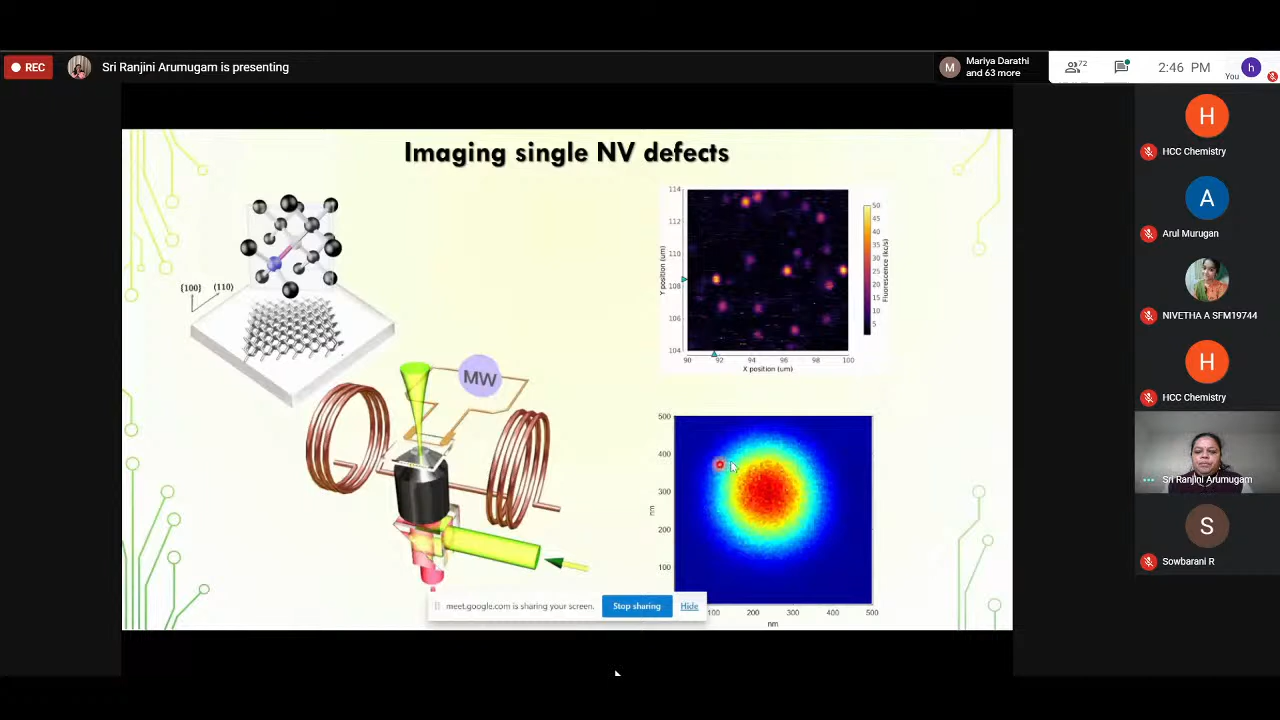 REC
Sri Ranjini Arumugam is presenting
M
Mariya Darathi
and 63 more
72
2:46 PM
You
h
Imaging single NV defects
{100}
(110)
MW
114
112
110
108
106
104
Y position (um)
90
92
94
96
98
100
X position (um)
50
45
40
35
30
25
20
15
10
5
Fluorescence (kc/s)
500
400
300
200
100
nm
100
200
300
400
500
nm
meet.google.com is sharing your screen.
Stop sharing
Hide
H
HCC Chemistry
A
Arul Murugan
NIVETHA A SFM19744
H
HCC Chemistry
Sri Ranjini Arumugam
S
Sowbarani R